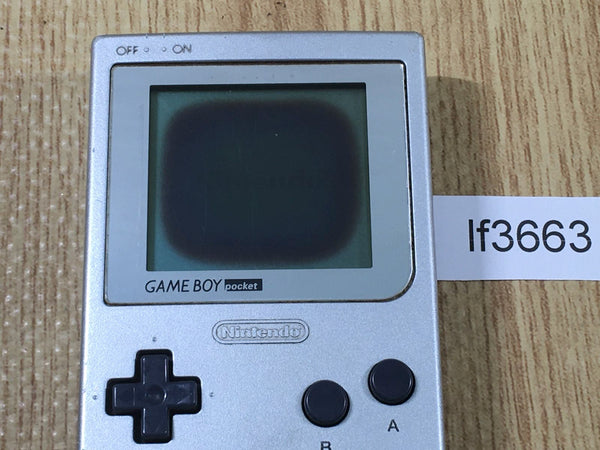 OFF ON
lf3663
GAME BOY pocket
Nintendo
A
B